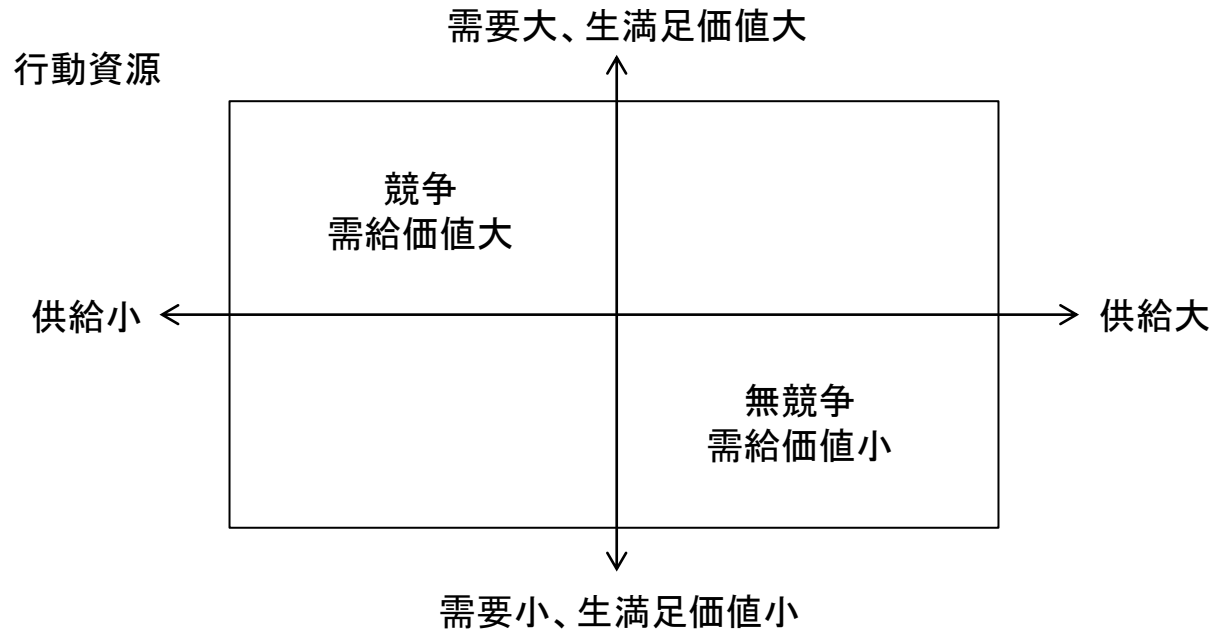 需要大、生満足価値大
行動資源
競争
需給価値大
供給小
供給大
無競争
需給価値小
需要小、生満足価値小